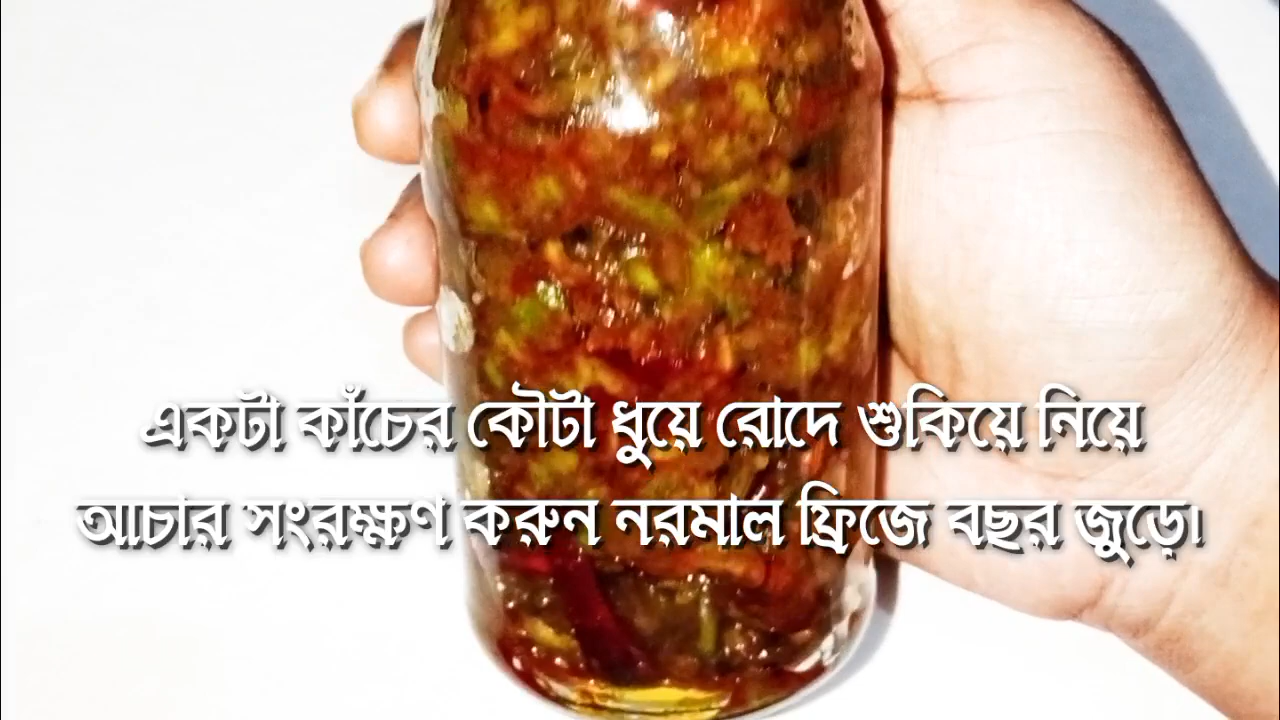 একটা কাঁচের কৌটা ধুয়ে রোদে শুকিয়ে নিয়ে
আচার সংরক্ষণ করুন নরমাল ফ্রিজে বছর জুড়ে।